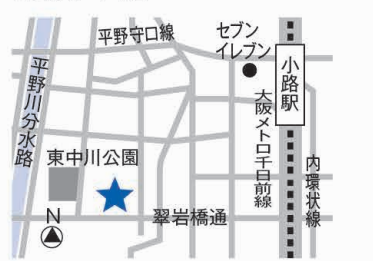 平野守口線
セブン
イレブン
小路駅
平野川分水路
大阪メトロ千日前線
東中川公園
内環状線
N
翠岩橋通